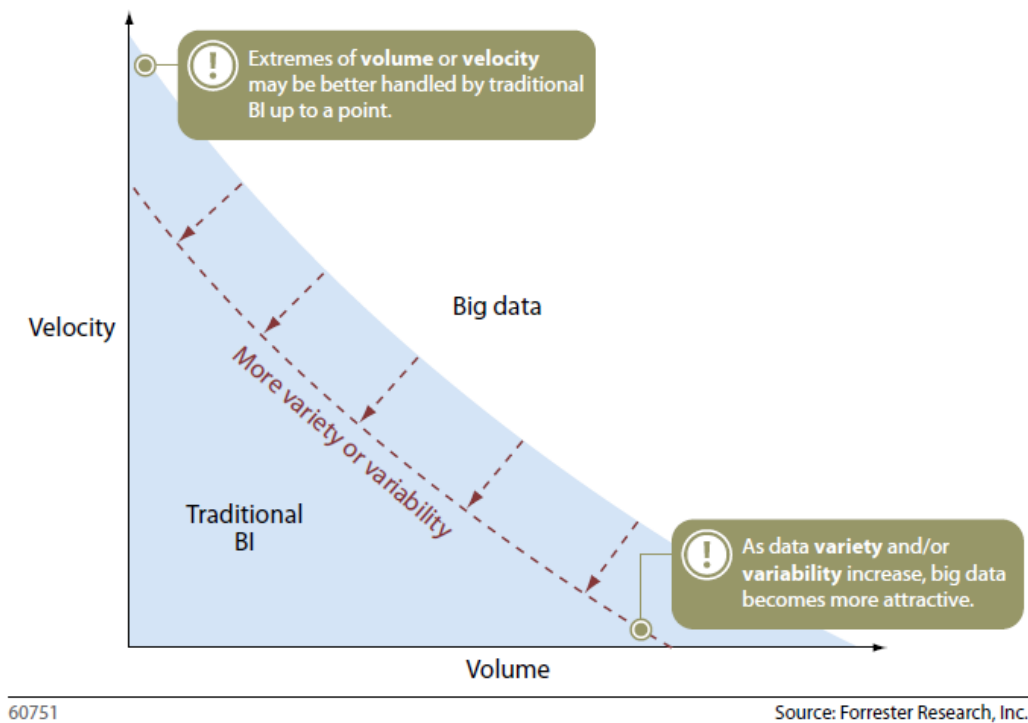 Extremes of volume or velocity
may be better handled by traditional
BI up to a point.
Big data
Velocity
More variety or variability
Traditional
BI
As data variety and/or
variability increase, big data
becomes more attractive.
Volume
60751
Source: Forrester Research, Inc.